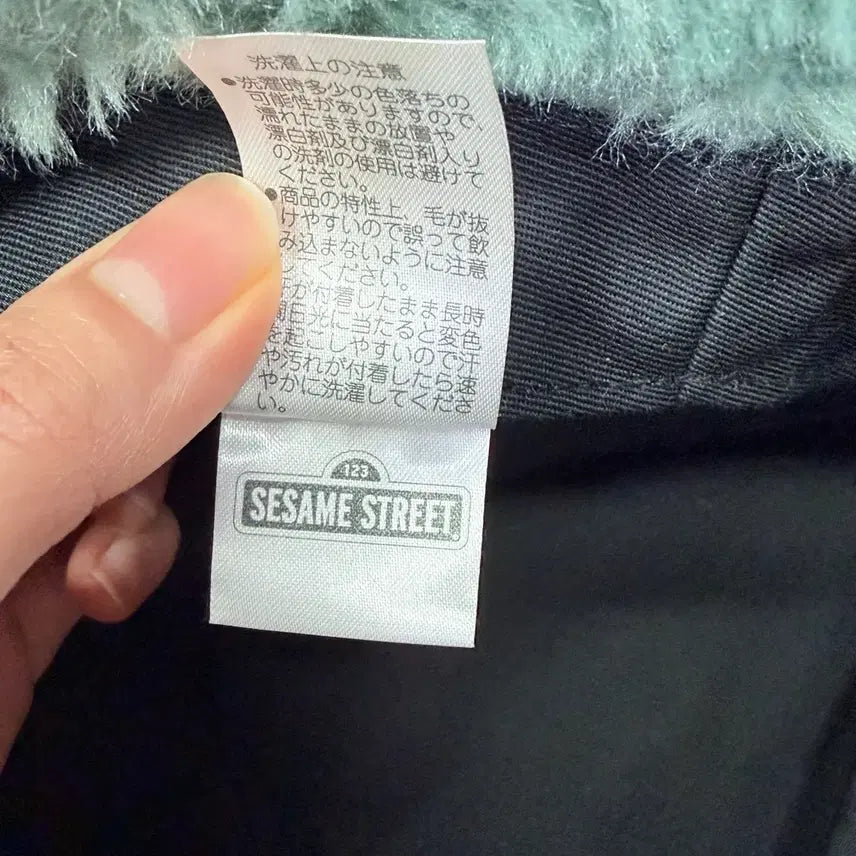 洗濯上の注意
●洗濯時多少の色落ちの
可能性がありますので、
濡れたままの放置や
漂白剤及び漂白剤入り
の洗剤の使用は避けて
ください。
●商品の特性上、毛が抜
けやすいので誤って飲
み込まないように注意
ください。
が付着したまま長時
日光に当たると変色
を起こしやすいので汗
や汚れが付着したら速
やかに洗濯してくださ
い。
123
SESAME STREET